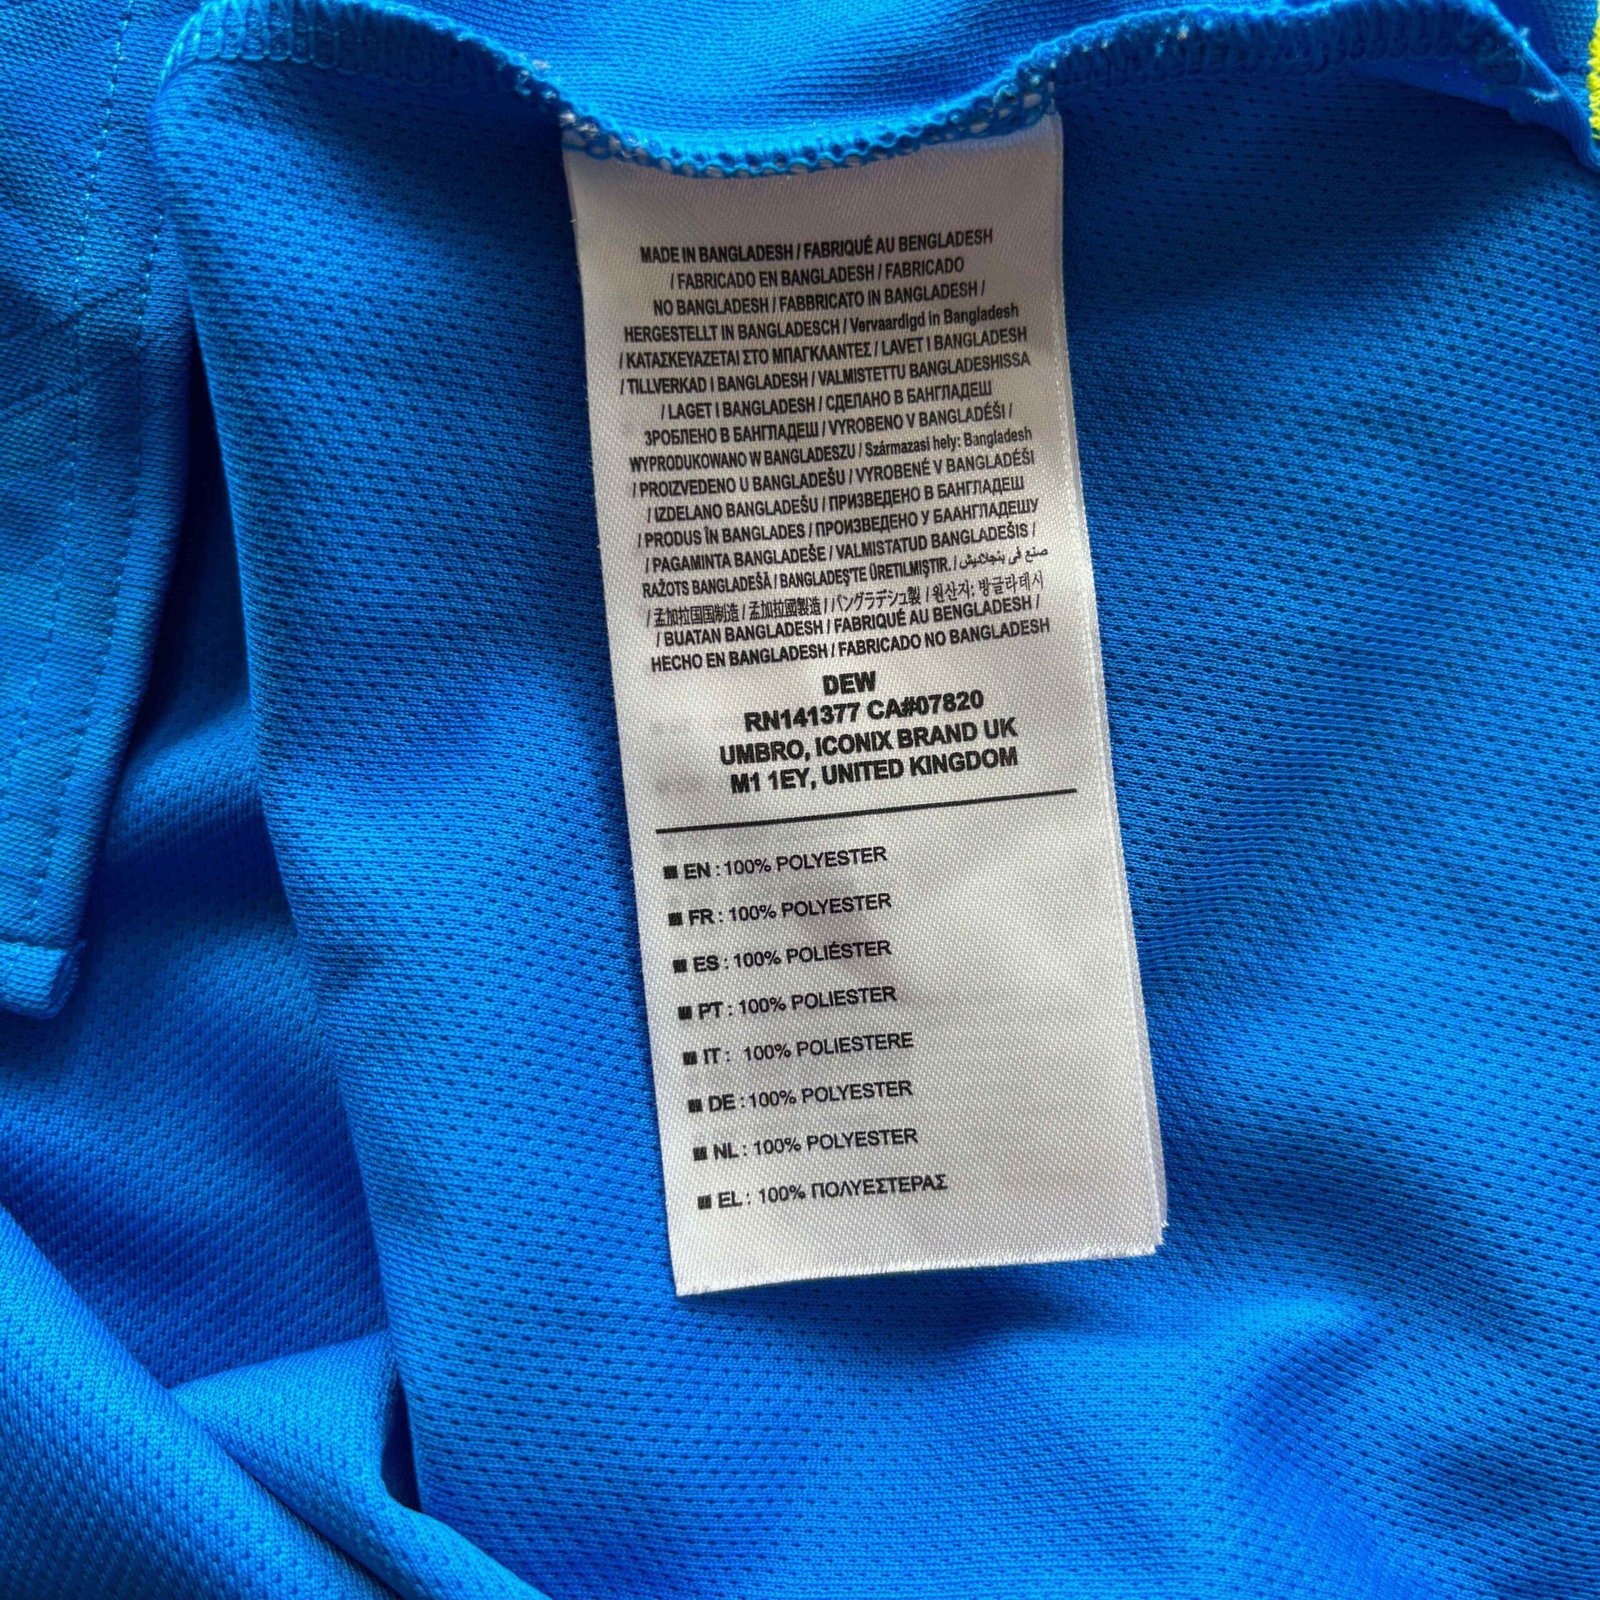 MADE IN BANGLADESH / FABRIQUÉ AU BENGLADESH
/ FABRICADO EN BANGLADESH / FABRICADO
NO BANGLADESH / FABBRICATO IN BANGLADESH /
HERGESTELLT IN BANGLADESCH / Vervaardigd in Bangladesh
/ ΚΑΤΑΣΚΕΥΑΖΕΤΑΙ ΣΤΟ ΜΠΑΓΚΛΑΝΤΕΣ / LAVET I BANGLADESH
/ TILLVERKAD I BANGLADESH / VALMISTETTU BANGLADESHISSA
/ LAGET I BANGLADESH / СДЕЛАНО В БАНГЛАДЕШ
ЗРОБЛЕНО В БАНГЛАДЕШ / VYROBENO V BANGLADÉŠI /
WYPRODUKOWANO W BANGLADESZU / Származasi hely: Bangladesh
/ PROIZVEDENO U BANGLADEŠU / VYROBENÉ V BANGLADÉŠI
/ IZDELANO BANGLADEŠU / ПРИЗВЕДЕНО В БАНГЛАДЕШ
/ PRODUS ÎN BANGLADES / ПРОИЗВЕДЕНО У БААНГЛАДЕШУ
/ PAGAMINTA BANGLADEŠE / VALMISTATUD BANGLADEŠIS /
RAŽOTS BANGLADEŠĀ / BANGLADEŞ'TE ÜRETILMIŞTIR. / صنع في بنجلاديش
/ 孟加拉国国制造 / 孟加拉國製造 / バングラデシュ製 / 원산지: 방글라데시
/ BUATAN BANGLADESH / FABRIQUÉ AU BENGLADESH /
HECHO EN BANGLADESH / FABRICADO NO BANGLADESH
DEW
RN141377 CA#07820
UMBRO, ICONIX BRAND UK
M1 1EY, UNITED KINGDOM
■ EN : 100% POLYESTER
■ FR : 100% POLYESTER
■ ES : 100% POLIÉSTER
■ PT : 100% POLIESTER
■ IT : 100% POLIESTERE
■ DE : 100% POLYESTER
■ NL : 100% POLYESTER
■ EL : 100% ΠΟΛΥΕΣΤΕΡΑΣ